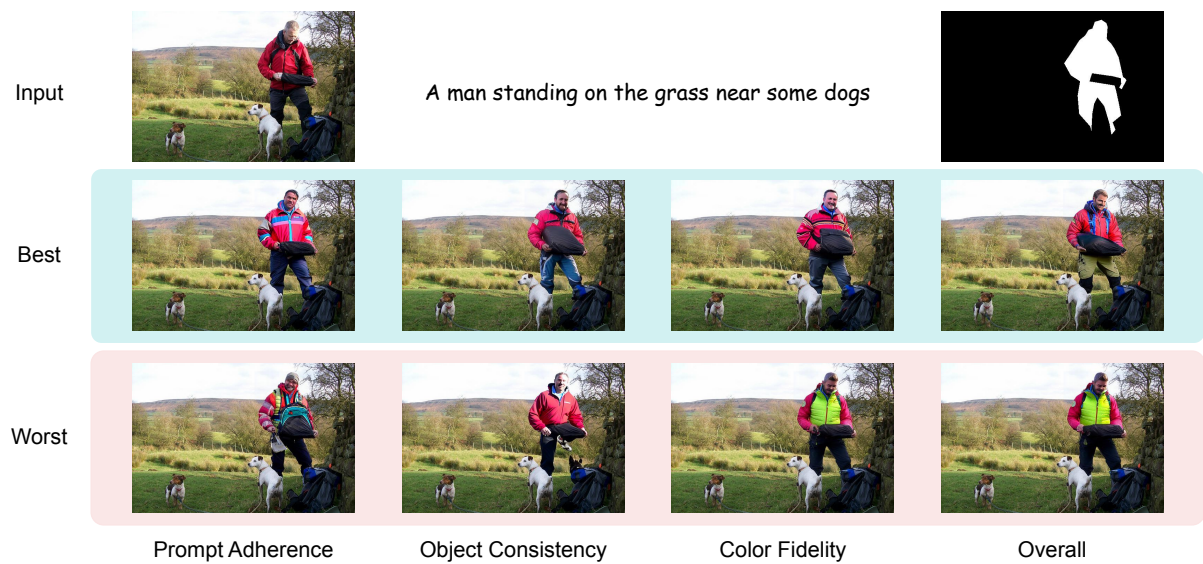 Input
A man standing on the grass near some dogs
Best
Worst
Prompt Adherence
Object Consistency
Color Fidelity
Overall